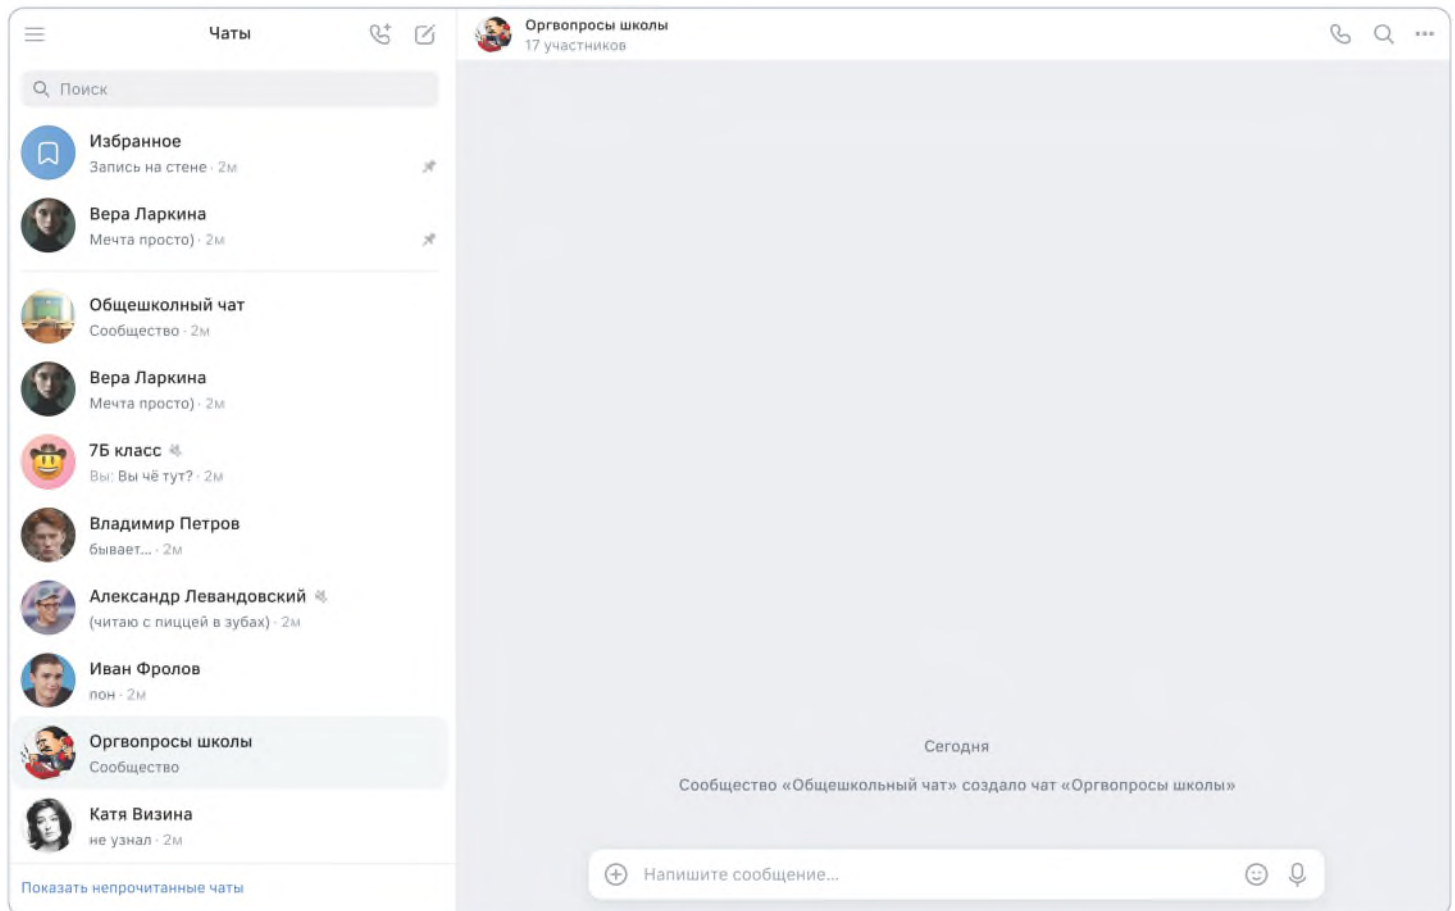 Чаты
Поиск
Избранное
Запись на стене · 2м
Вера Ларкина
Мечта просто) · 2м
Общешколный чат
Сообщество · 2м
Вера Ларкина
Мечта просто) · 2м
7Б класс
Вы: Вы чё тут? · 2м
Владимир Петров
бывает... · 2м
Александр Левандовский
(читаю с пиццей в зубах) · 2м
Иван Фролов
пон · 2м
Оргвопросы школы
Сообщество
Катя Визина
не узнал · 2м
Показать непрочитанные чаты
Оргвопросы школы
17 участников
Сегодня
Сообщество «Общешкольный чат» создало чат «Оргвопросы школы»
Напишите сообщение...